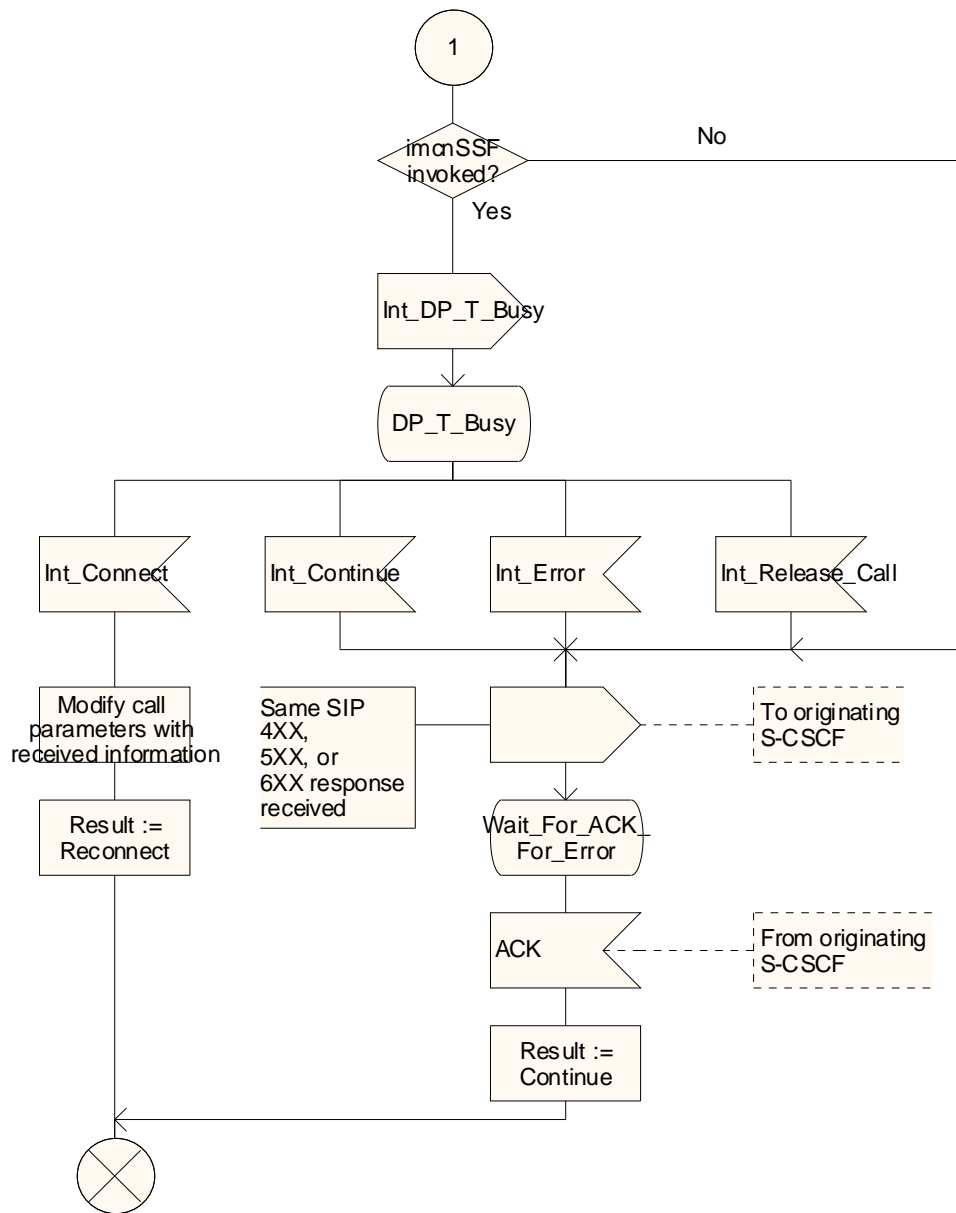 1
imcnSSF
invoked?
No
Yes
Int_DP_T_Busy
DP_T_Busy
Int_Connect
Int_Continue
Int_Error
Int_Release_Call
Modify call
parameters with
received information
Same SIP
4XX,
5XX, or
6XX response
received
To originating
S-CSCF
Result :=
Reconnect
Wait_For_ACK_
For_Error
ACK
From originating
S-CSCF
Result :=
Continue